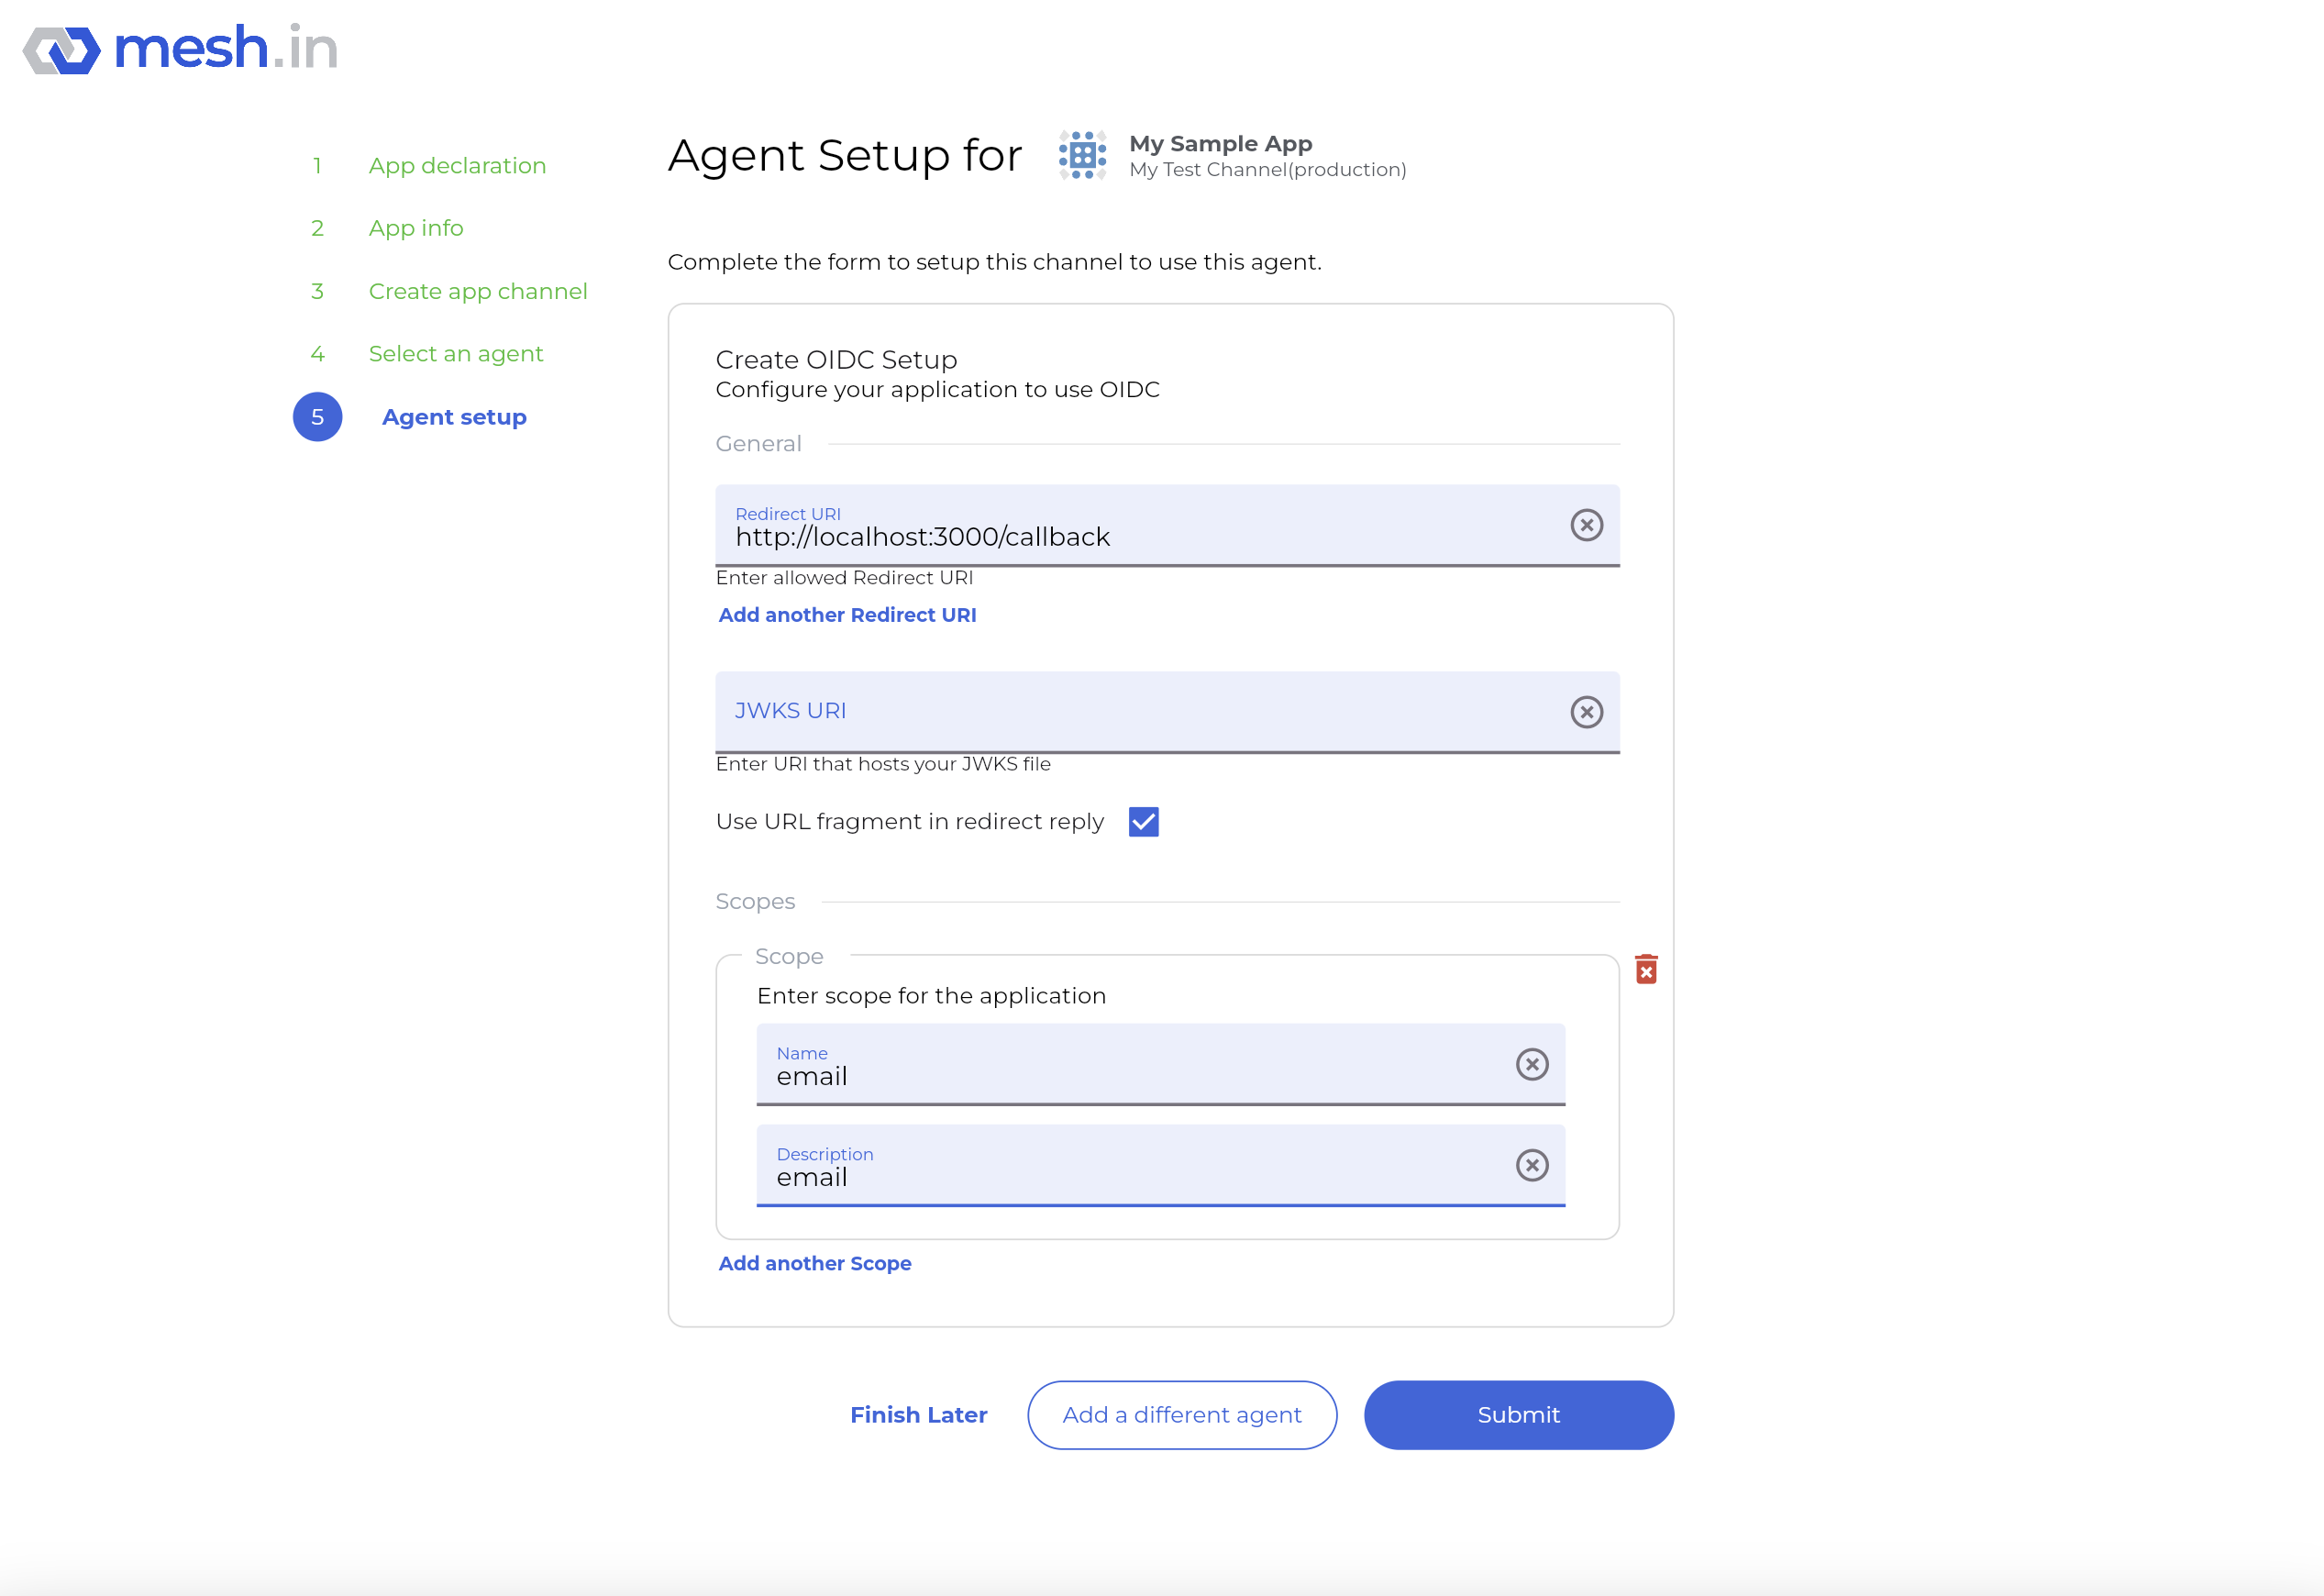 mesh.in
1 App declaration
2 App info
3 Create app channel
4 Select an agent
5 Agent setup
Agent Setup for
My Sample App
My Test Channel(production)
Complete the form to setup this channel to use this agent.
Create OIDC Setup
Configure your application to use OIDC
General
Redirect URI
http://localhost:3000/callback
Enter allowed Redirect URI
Add another Redirect URI
JWKS URI
Enter URI that hosts your JWKS file
Use URL fragment in redirect reply
Scopes
Scope
Enter scope for the application
Name
email
Description
email
Add another Scope
Finish Later
Add a different agent
Submit